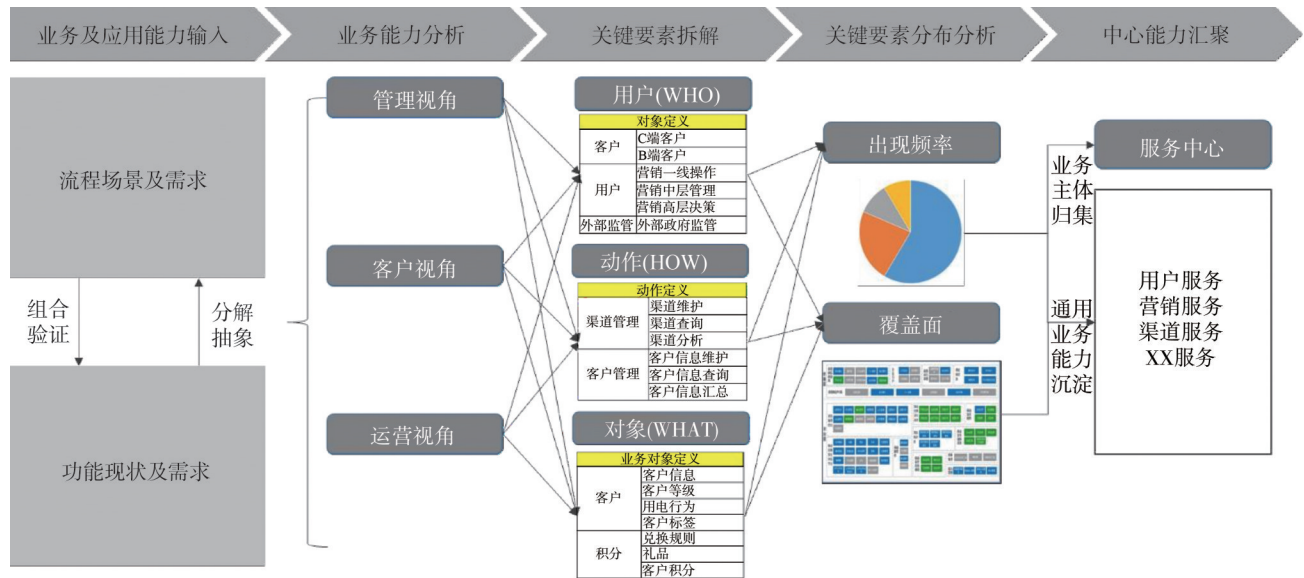 业务及应用能力输入
业务能力分析
关键要素拆解
关键要素分布分析
中心能力汇聚
流程场景及需求
组合
验证
分解
抽象
功能现状及需求
管理视角
客户视角
运营视角
用户(WHO)
对象定义
客户
C端客户
B端客户
用户
营销一线操作
营销中层管理
营销高层决策
外部监管
外部政府监管
动作(HOW)
动作定义
渠道管理
渠道维护
渠道查询
渠道分析
客户管理
客户信息维护
客户信息查询
客户信息汇总
对象(WHAT)
业务对象定义
客户
客户信息
客户等级
用电行为
客户标签
积分
兑换规则
礼品
客户积分
出现频率
覆盖面
业务
主体
归集
通用
业务
能力
沉淀
服务中心
用户服务
营销服务
渠道服务
XX服务